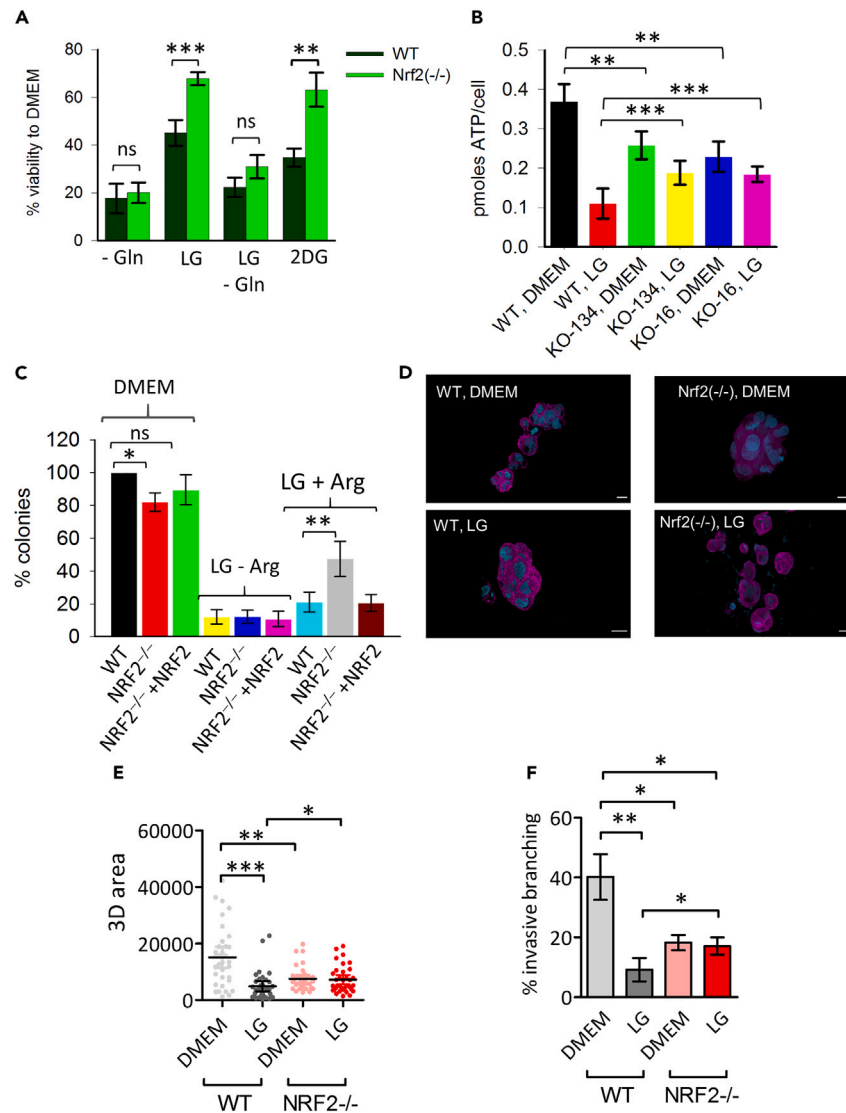 A
% viability to DMEM
80
60
40
20
0
ns
***
ns
**
WT
Nrf2(-/-)
- Gln
LG
LG
- Gln
2DG
B
pmoles ATP/cell
0.5
0.4
0.3
0.2
0.1
0.0
**
**
***
***
WT, DMEM
WT, LG
KO-134, DMEM
KO-134, LG
KO-16, DMEM
KO-16, LG
C
% colonies
120
100
80
60
40
20
0
DMEM
ns
*
LG - Arg
LG + Arg
**
WT
NRF2⁻/⁻
NRF2⁻/⁻ +NRF2
WT
NRF2⁻/⁻
NRF2⁻/⁻ +NRF2
WT
NRF2⁻/⁻
NRF2⁻/⁻ +NRF2
D
WT, DMEM
Nrf2(-/-), DMEM
WT, LG
Nrf2(-/-), LG
E
3D area
60000
40000
20000
0
*
**
***
DMEM
LG
DMEM
LG
WT
NRF2-/-
F
% invasive branching
60
40
20
0
*
*
**
*
DMEM
LG
DMEM
LG
WT
NRF2-/-